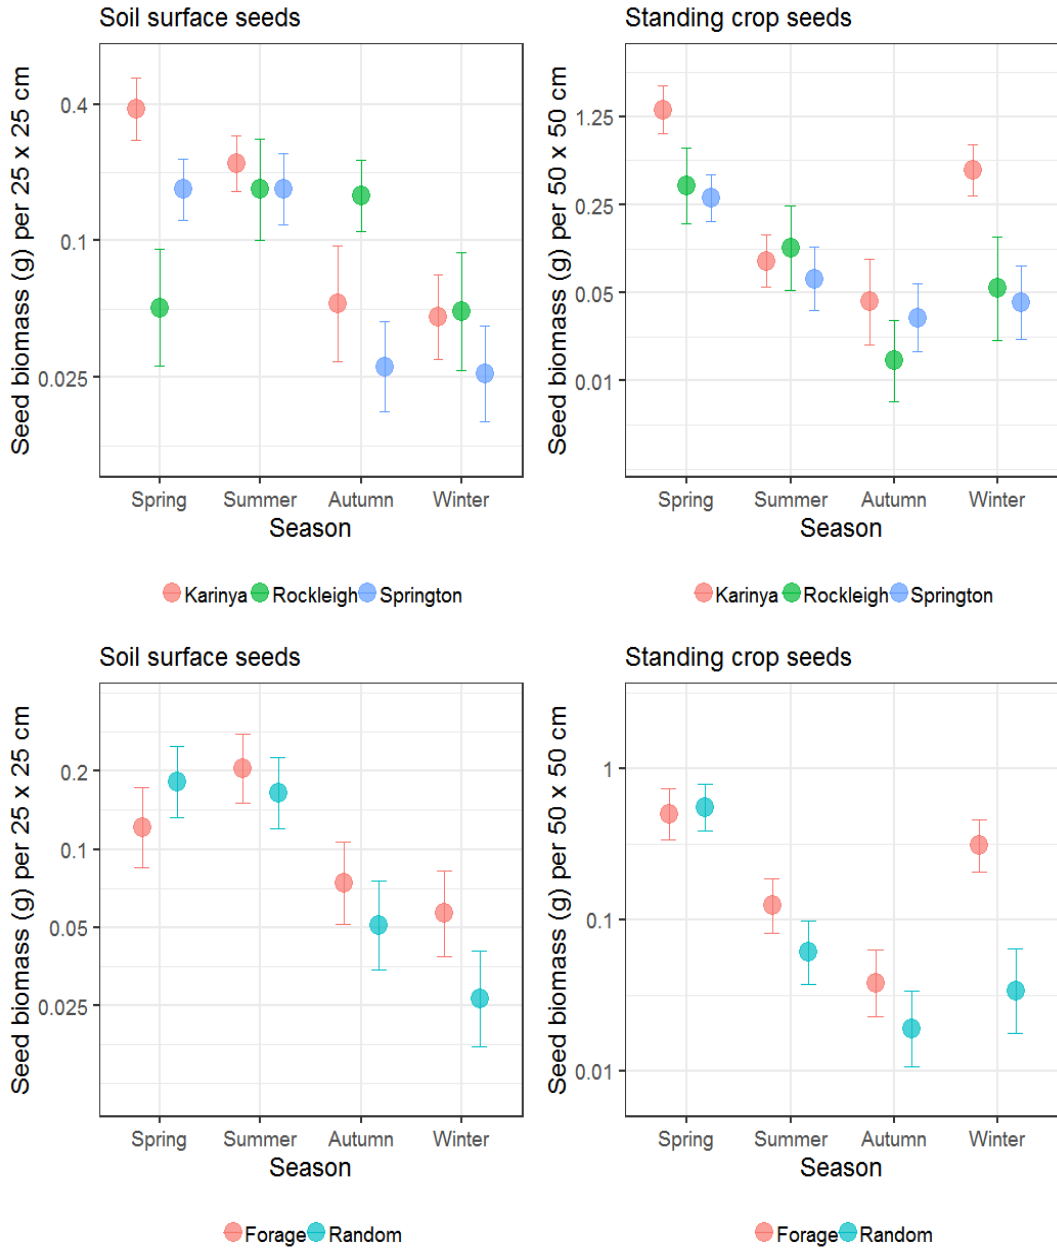 Soil surface seeds
Seed biomass (g) per 25 x 25 cm
0.4
0.1
0.025
Spring Summer Autumn Winter
Season
Karinya Rockleigh Springton
Standing crop seeds
Seed biomass (g) per 50 x 50 cm
1.25
0.25
0.05
0.01
Spring Summer Autumn Winter
Season
Karinya Rockleigh Springton
Soil surface seeds
Seed biomass (g) per 25 x 25 cm
0.2
0.1
0.05
0.025
Spring Summer Autumn Winter
Season
Forage Random
Standing crop seeds
Seed biomass (g) per 50 x 50 cm
1
0.1
0.01
Spring Summer Autumn Winter
Season
Forage Random